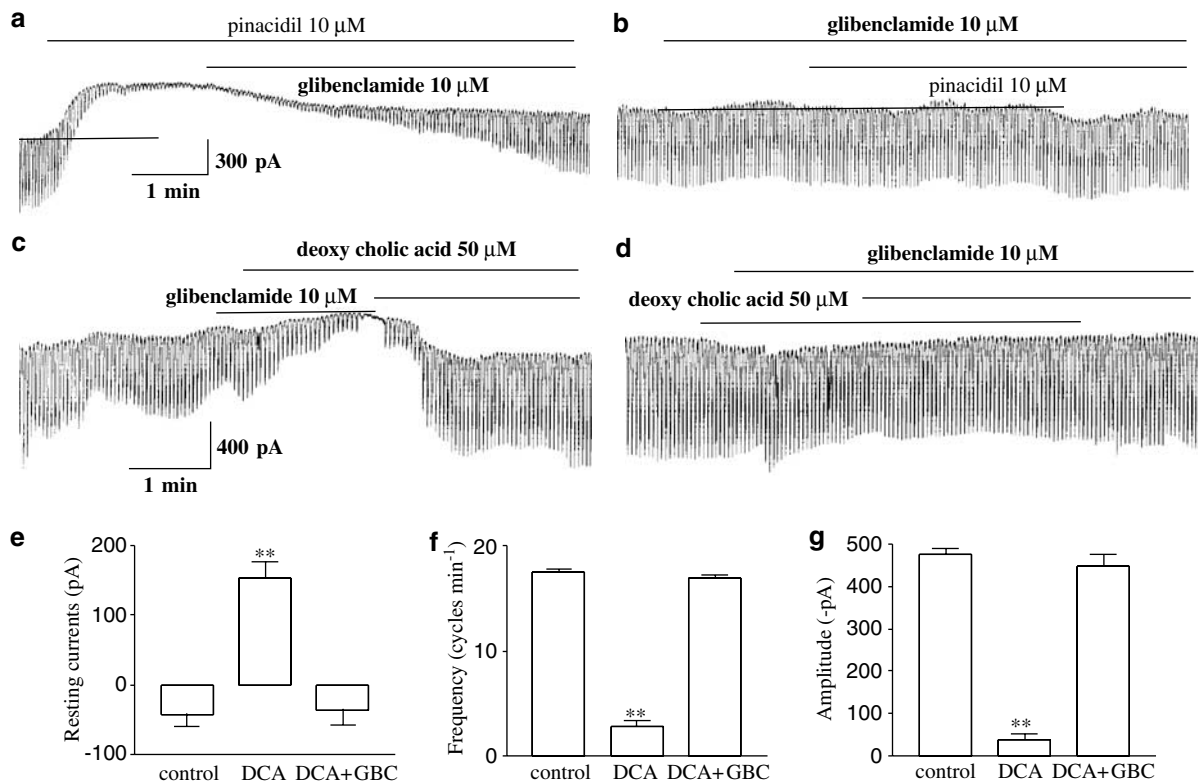 a
pinacidil 10 µM
glibenclamide 10 µM
300 pA
1 min
b
glibenclamide 10 µM
pinacidil 10 µM
c
deoxy cholic acid 50 µM
glibenclamide 10 µM
400 pA
1 min
d
glibenclamide 10 µM
deoxy cholic acid 50 µM
e
Resting currents (pA)
200
100
0
-100
**
control DCA DCA+GBC
f
Frequency (cycles min⁻¹)
20
10
0
**
control DCA DCA+GBC
g
Amplitude (-pA)
500
400
300
200
100
0
**
control DCA DCA+GBC